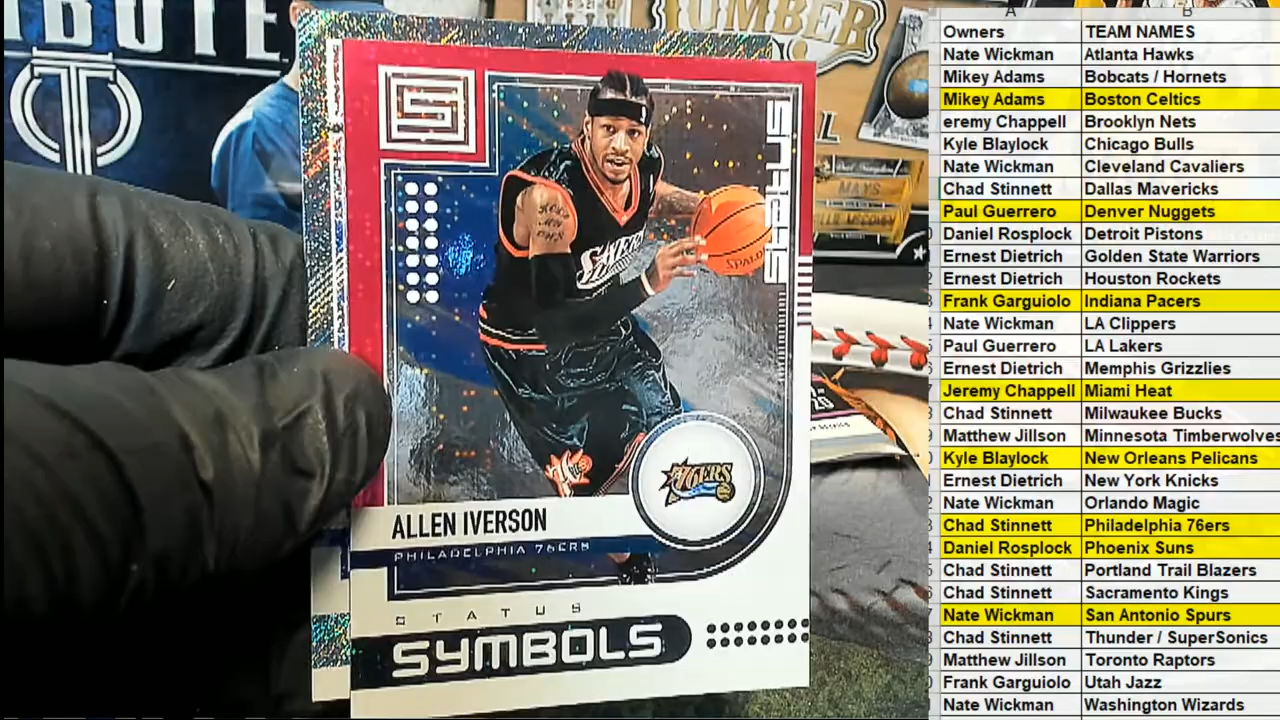 IBUTE
LUMBER
MAYS
S
STATUS
SIXERS
SPALDING
76ERS
ALLEN IVERSON
PHILADELPHIA 76ERS
STATUS
SYMBOLS
A B
Owners TEAM NAMES
Nate Wickman Atlanta Hawks
Mikey Adams Bobcats / Hornets
Mikey Adams Boston Celtics
eremy Chappell Brooklyn Nets
Kyle Blaylock Chicago Bulls
Nate Wickman Cleveland Cavaliers
Chad Stinnett Dallas Mavericks
Paul Guerrero Denver Nuggets
Daniel Rosplock Detroit Pistons
Ernest Dietrich Golden State Warriors
Ernest Dietrich Houston Rockets
Frank Garguiolo Indiana Pacers
Nate Wickman LA Clippers
Paul Guerrero LA Lakers
Ernest Dietrich Memphis Grizzlies
Jeremy Chappell Miami Heat
Chad Stinnett Milwaukee Bucks
Matthew Jillson Minnesota Timberwolves
Kyle Blaylock New Orleans Pelicans
Ernest Dietrich New York Knicks
Nate Wickman Orlando Magic
Chad Stinnett Philadelphia 76ers
Daniel Rosplock Phoenix Suns
Chad Stinnett Portland Trail Blazers
Chad Stinnett Sacramento Kings
Nate Wickman San Antonio Spurs
Chad Stinnett Thunder / SuperSonics
Matthew Jillson Toronto Raptors
Frank Garguiolo Utah Jazz
Nate Wickman Washington Wizards